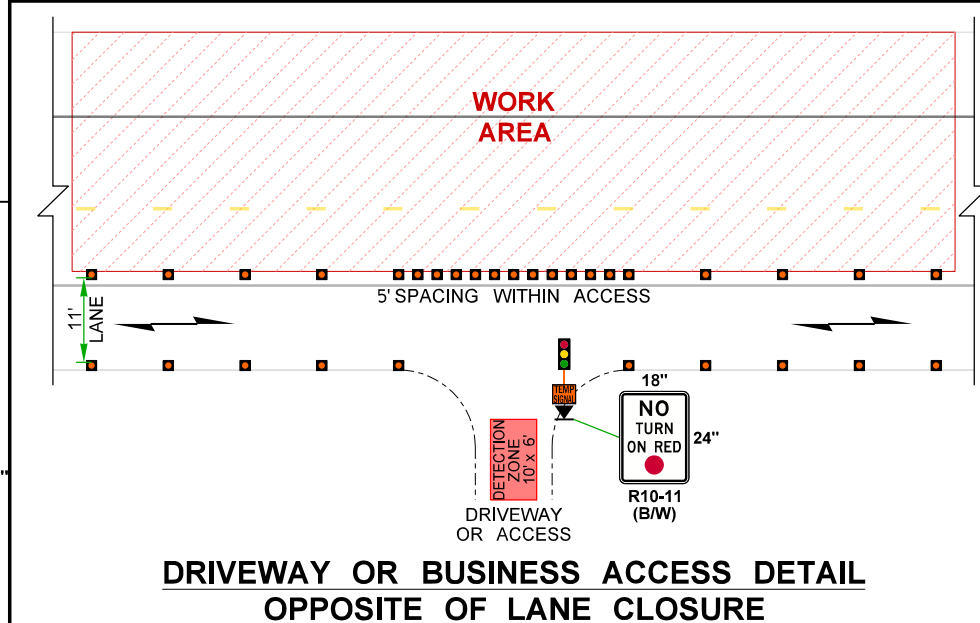 WORK
AREA
5' SPACING WITHIN ACCESS
11'
LANE
TEMP
SIGNAL
18"
NO
TURN
ON RED
24"
R10-11
(B/W)
DETECTION
ZONE
10' x 6'
"
DRIVEWAY
OR ACCESS
DRIVEWAY OR BUSINESS ACCESS DETAIL
OPPOSITE OF LANE CLOSURE